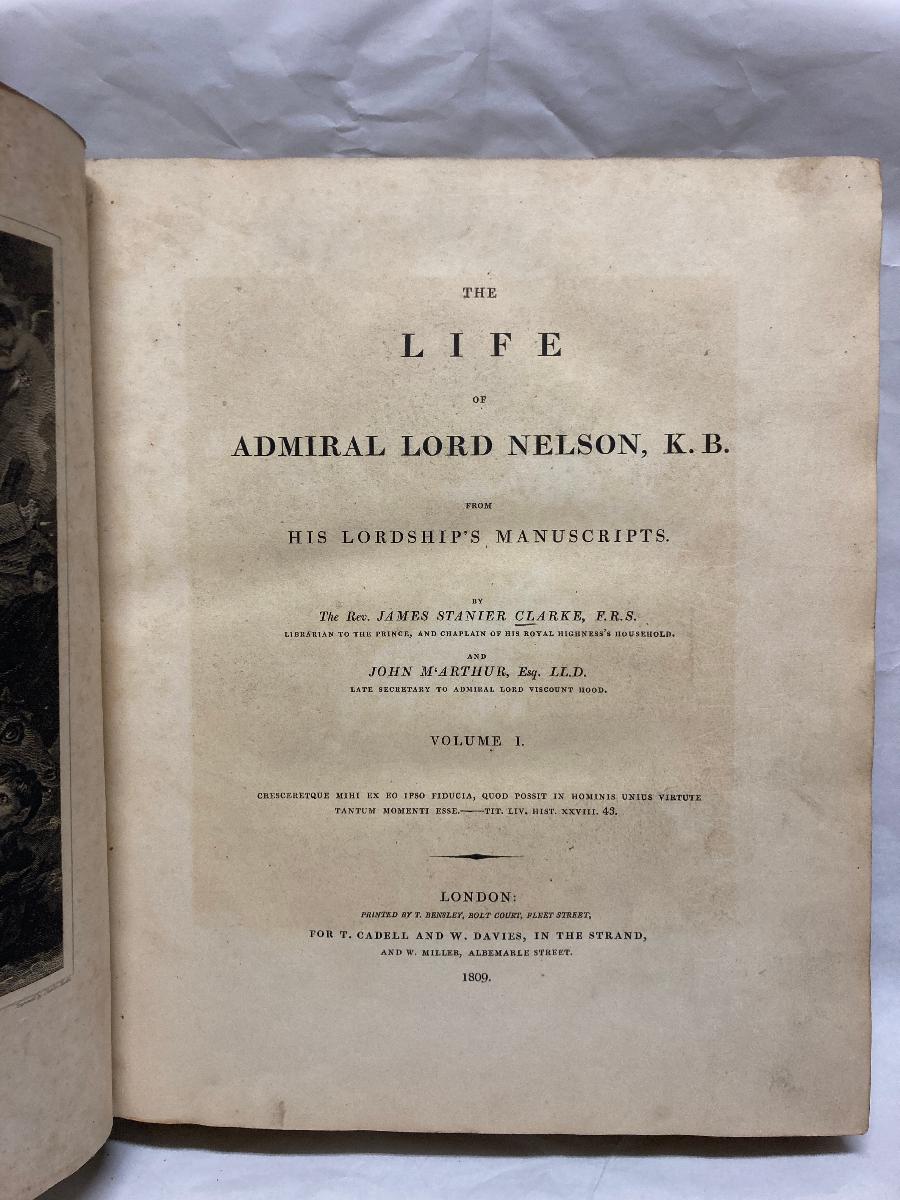 THE
LIFE
OF
ADMIRAL LORD NELSON, K. B.
FROM
HIS LORDSHIP'S MANUSCRIPTS.
BY
The Rev. JAMES STANIER CLARKE, F.R.S.
LIBRARIAN TO THE PRINCE, AND CHAPLAIN OF HIS ROYAL HIGHNESS'S HOUSEHOLD.
AND
JOHN M‘ARTHUR, Esq. LL.D.
LATE SECRETARY TO ADMIRAL LORD VISCOUNT HOOD.
VOLUME I.
CRESCERETQUE MIHI EX EO IPSO FIDUCIA, QUOD POSSIT IN HOMINIS UNIUS VIRTUTE
TANTUM MOMENTI ESSE.——TIT. LIV. HIST. XXVIII. 43.
LONDON:
PRINTED BY T. BENSLEY, BOLT COURT, FLEET STREET,
FOR T. CADELL AND W. DAVIES, IN THE STRAND,
AND W. MILLER, ALBEMARLE STREET.
1809.